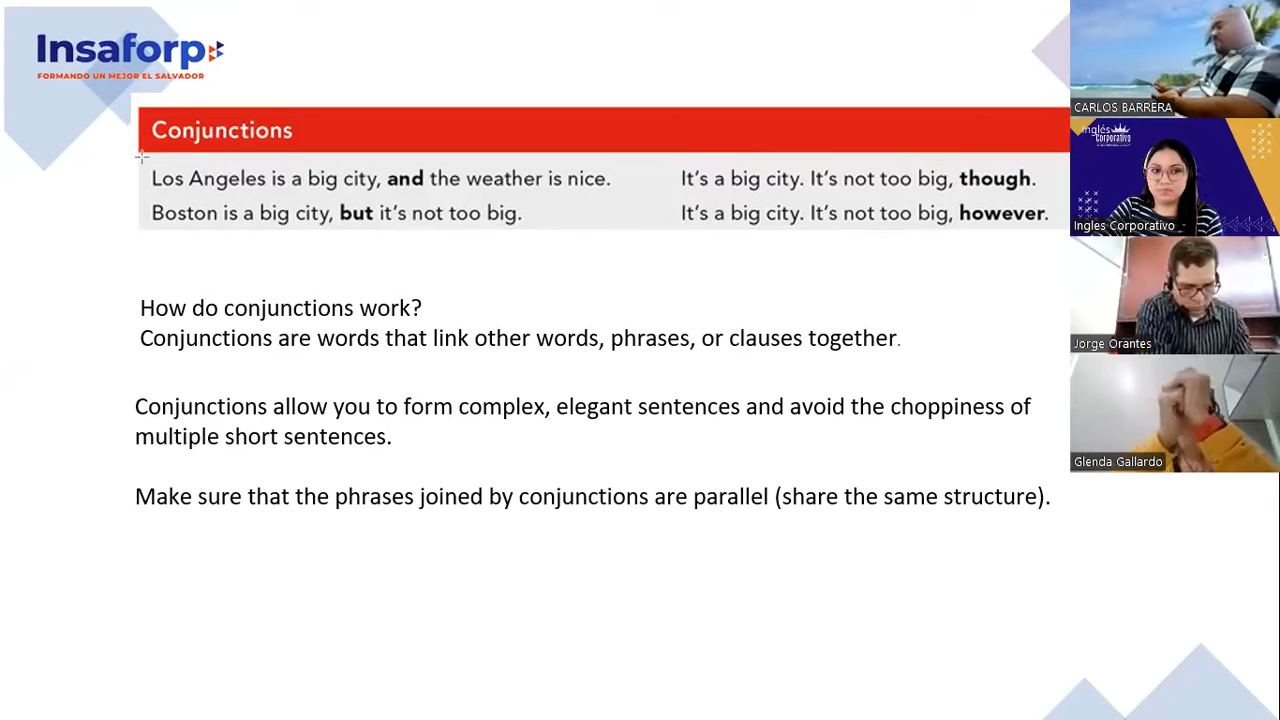 Insaforp
FORMANDO UN MEJOR EL SALVADOR
Conjunctions
Los Angeles is a big city, and the weather is nice.
It's a big city. It's not too big, though.
Boston is a big city, but it's not too big.
It's a big city. It's not too big, however.
How do conjunctions work?
Conjunctions are words that link other words, phrases, or clauses together.
Conjunctions allow you to form complex, elegant sentences and avoid the choppiness of
multiple short sentences.
Make sure that the phrases joined by conjunctions are parallel (share the same structure).
CARLOS BARRERA
Inglés
Corporativo
Ingles Corporativo
Jorge Orantes
Glenda Gallardo